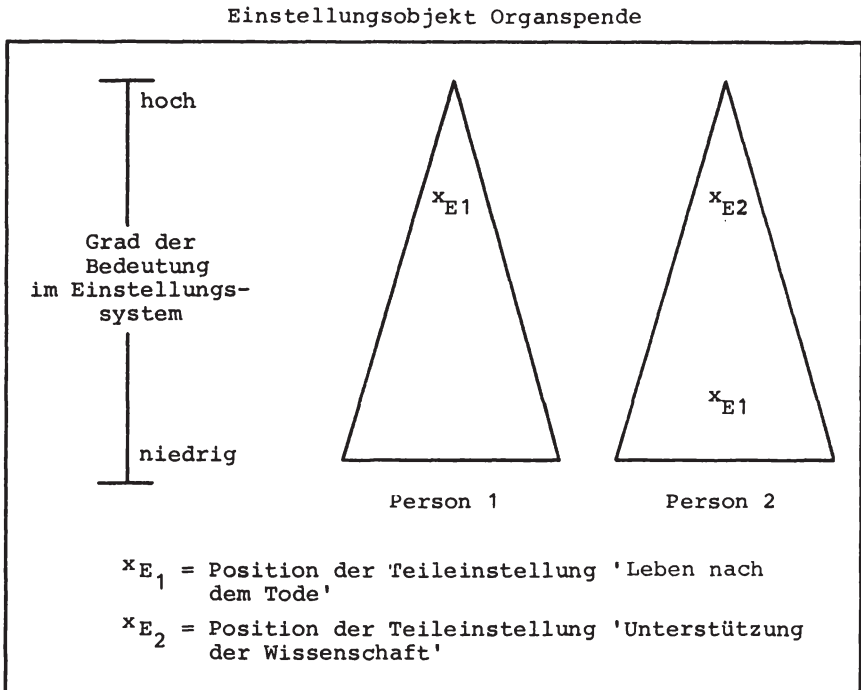 Einstellungsobjekt Organspende
hoch
xE1
xE2
Grad der
Bedeutung
im Einstellungs-
system
xE1
niedrig
Person 1
Person 2
xE1 = Position der Teileinstellung 'Leben nach
dem Tode'
xE2 = Position der Teileinstellung 'Unterstützung
der Wissenschaft'